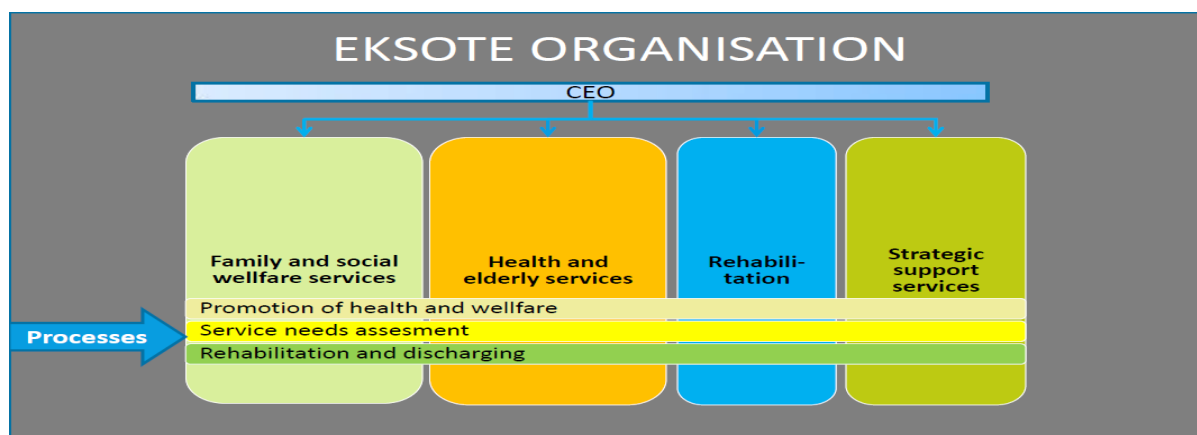 EKSOTE ORGANISATION
CEO
Family and social
wellfare services
Health and
elderly services
Rehabili-
tation
Strategic
support
services
Promotion of health and wellfare
Processes
Service needs assesment
Rehabilitation and discharging